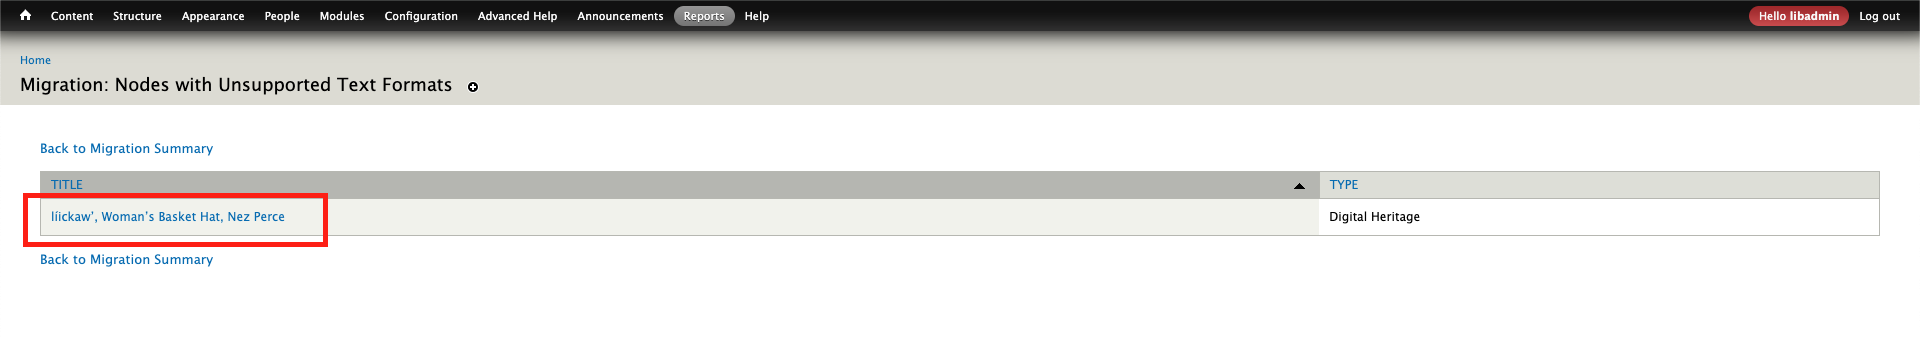 Content Structure Appearance People Modules Configuration Advanced Help Announcements Reports Help Hello libadmin Log out
Home
Migration: Nodes with Unsupported Text Formats
Back to Migration Summary
TITLE TYPE
líickaw’, Woman’s Basket Hat, Nez Perce Digital Heritage
Back to Migration Summary